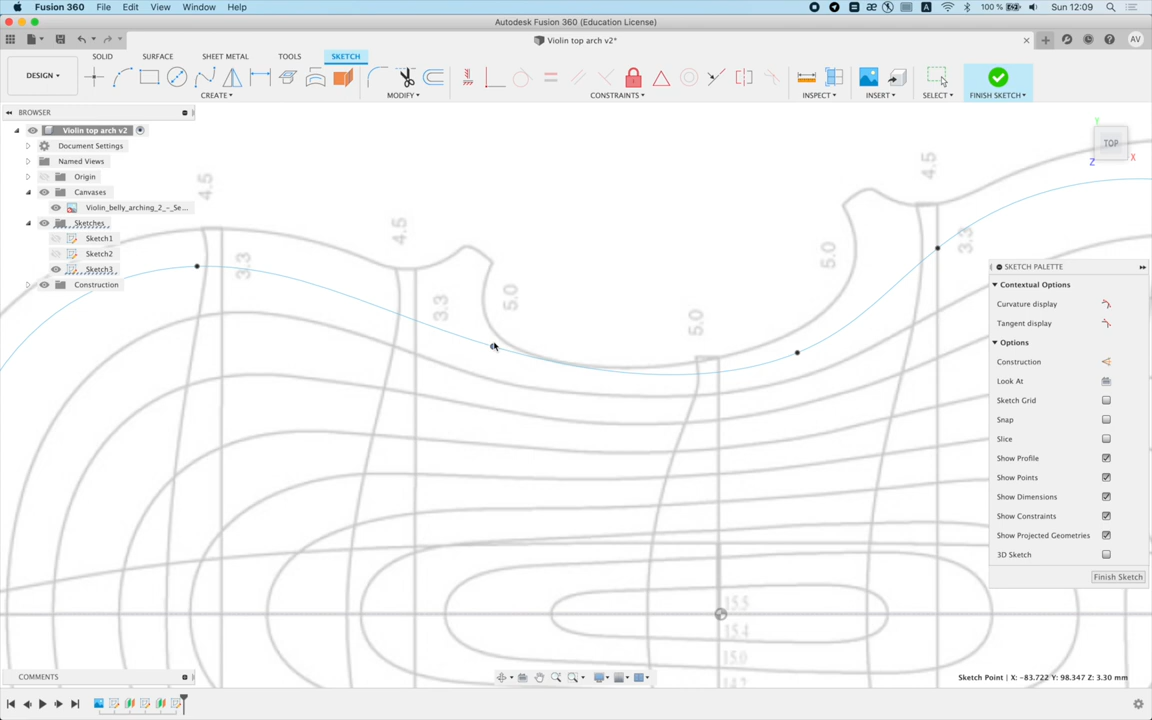 Fusion 360 File Edit View Window Help
100 % Sun 12:09
Autodesk Fusion 360 (Education License)
Violin top arch v2*
AV
DESIGN
SOLID SURFACE SHEET METAL TOOLS SKETCH
CREATE MODIFY CONSTRAINTS INSPECT INSERT SELECT FINISH SKETCH
BROWSER
Violin top arch v2
Document Settings
Named Views
Origin
Canvases
Violin_belly_arching_2_-_Se...
Sketches
Sketch1
Sketch2
Sketch3
Construction
4.5
3.3
4.5
3.3
5.0
5.0
5.0
4.5
3.3
15.5
15.4
15.0
14.2
Y
TOP
X
Z
SKETCH PALETTE
Contextual Options
Curvature display
Tangent display
Options
Construction
Look At
Sketch Grid
Snap
Slice
Show Profile
Show Points
Show Dimensions
Show Constraints
Show Projected Geometries
3D Sketch
Finish Sketch
COMMENTS
Sketch Point | X: -83.722 Y: 98.347 Z: 3.30 mm